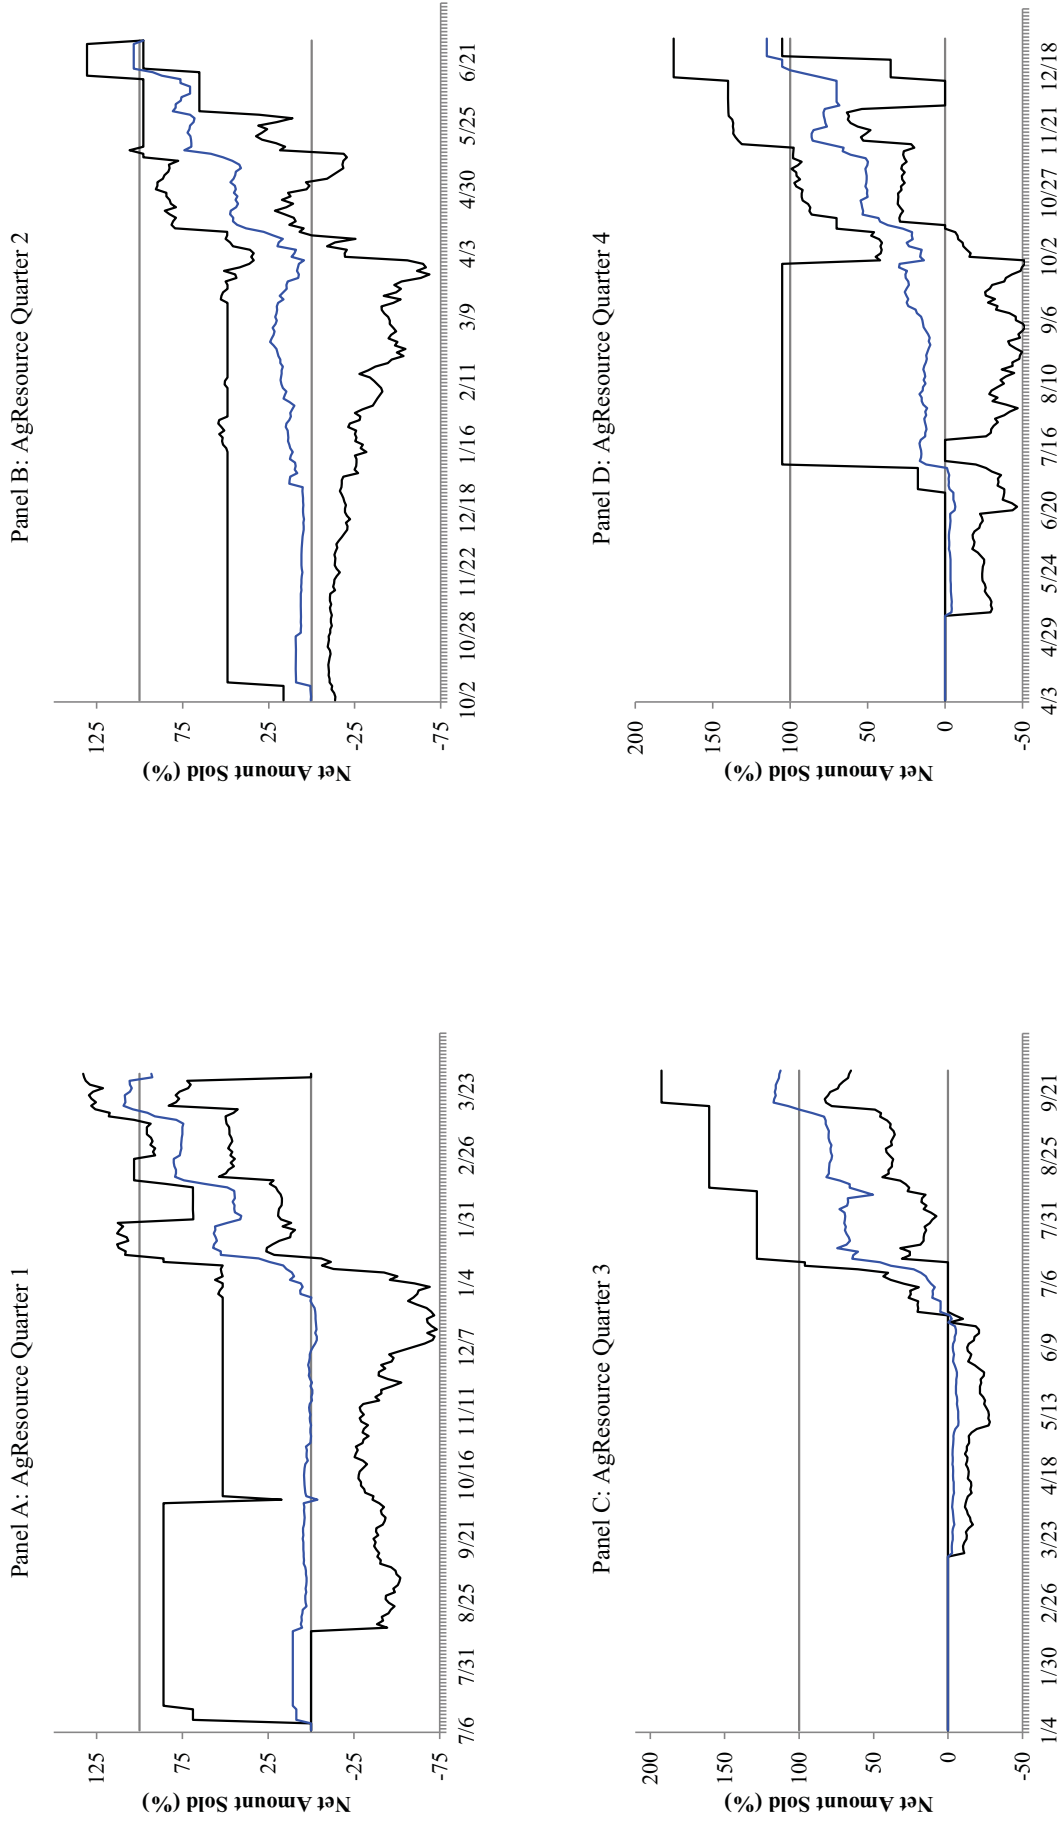 Panel A: AgResource Quarter 1
Net Amount Sold (%)
125
75
25
-25
-75
7/6 7/31 8/25 9/21 10/16 11/11 12/7 1/4 1/31 2/26 3/23
Panel B: AgResource Quarter 2
Net Amount Sold (%)
125
75
25
-25
-75
10/2 10/28 11/22 12/18 1/16 2/11 3/9 4/3 4/30 5/25 6/21
Panel C: AgResource Quarter 3
Net Amount Sold (%)
200
150
100
50
0
-50
1/4 1/30 2/26 3/23 4/18 5/13 6/9 7/6 7/31 8/25 9/21
Panel D: AgResource Quarter 4
Net Amount Sold (%)
200
150
100
50
0
-50
4/3 4/29 5/24 6/20 7/16 8/10 9/6 10/2 10/27 11/21 12/18